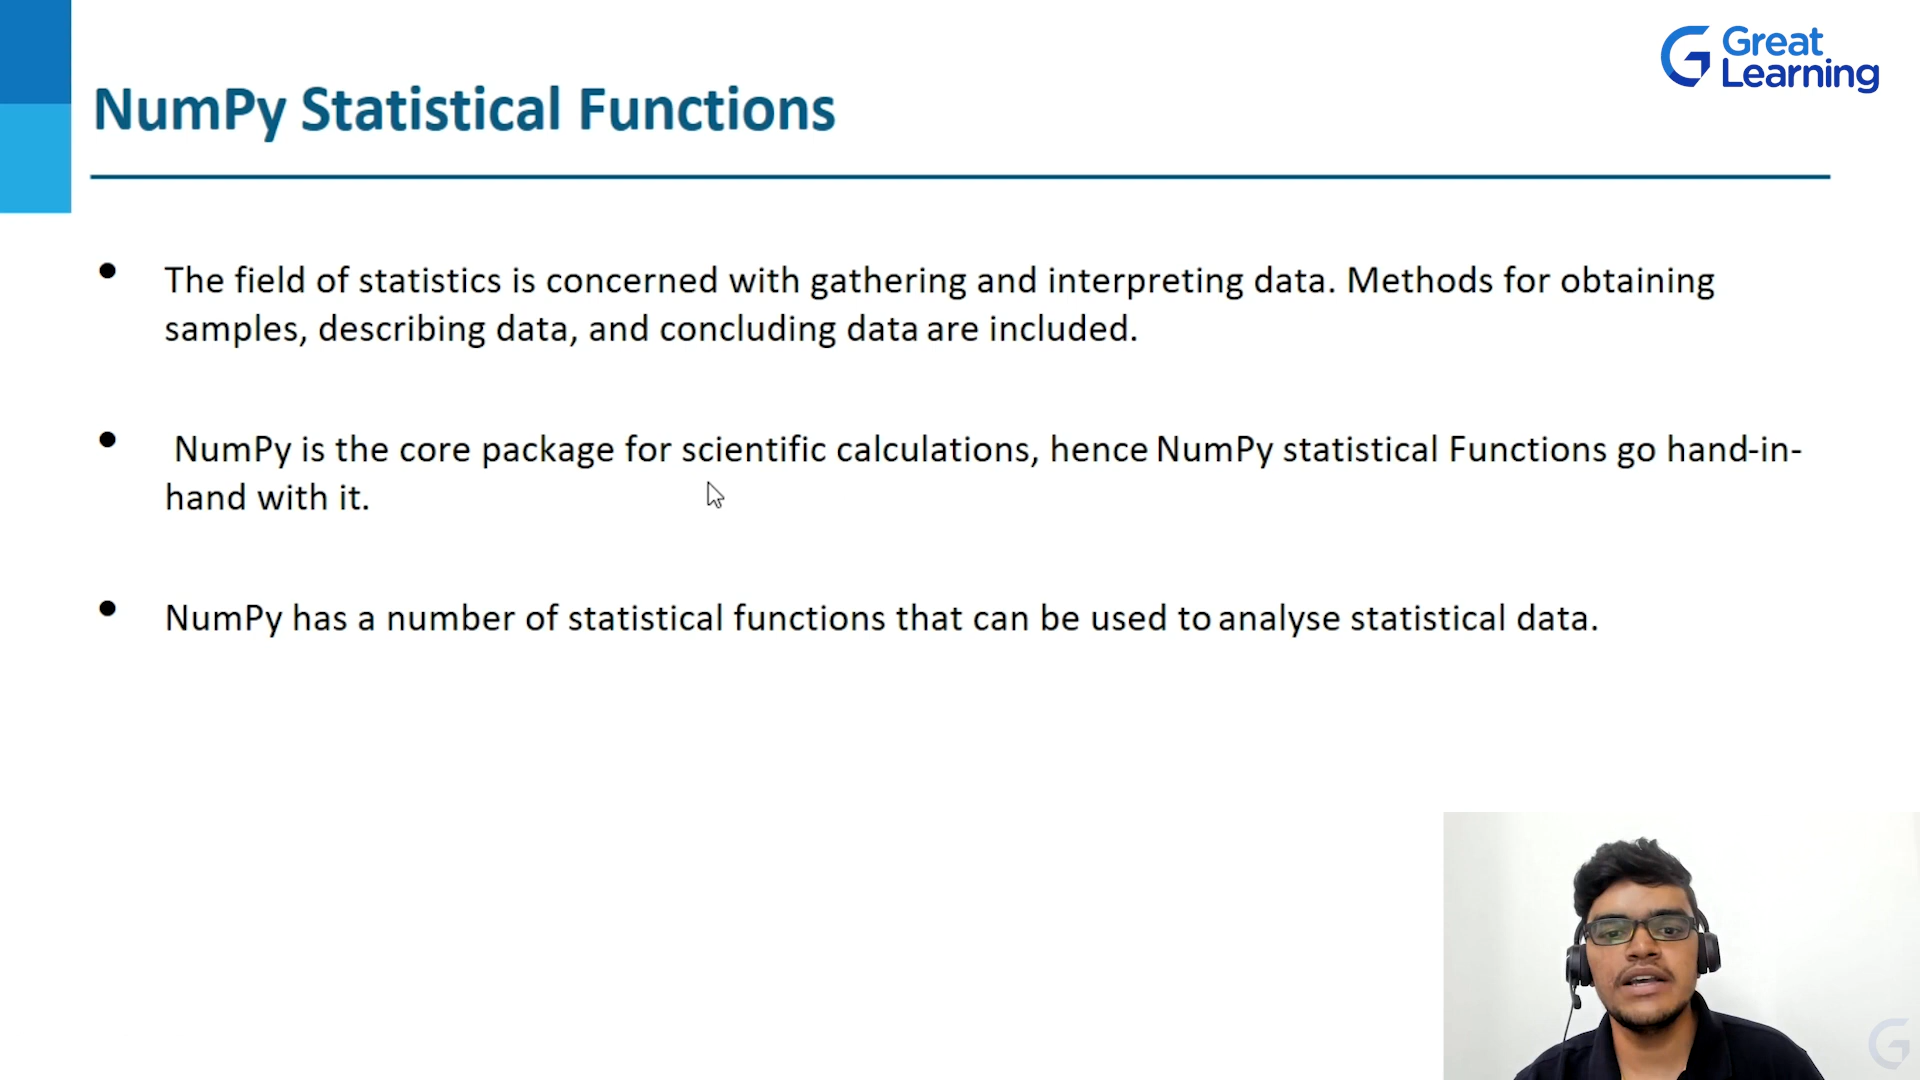 Great
Learning
NumPy Statistical Functions
• The field of statistics is concerned with gathering and interpreting data. Methods for obtaining
samples, describing data, and concluding data are included.
• NumPy is the core package for scientific calculations, hence NumPy statistical Functions go hand-in-
hand with it.
• NumPy has a number of statistical functions that can be used to analyse statistical data.